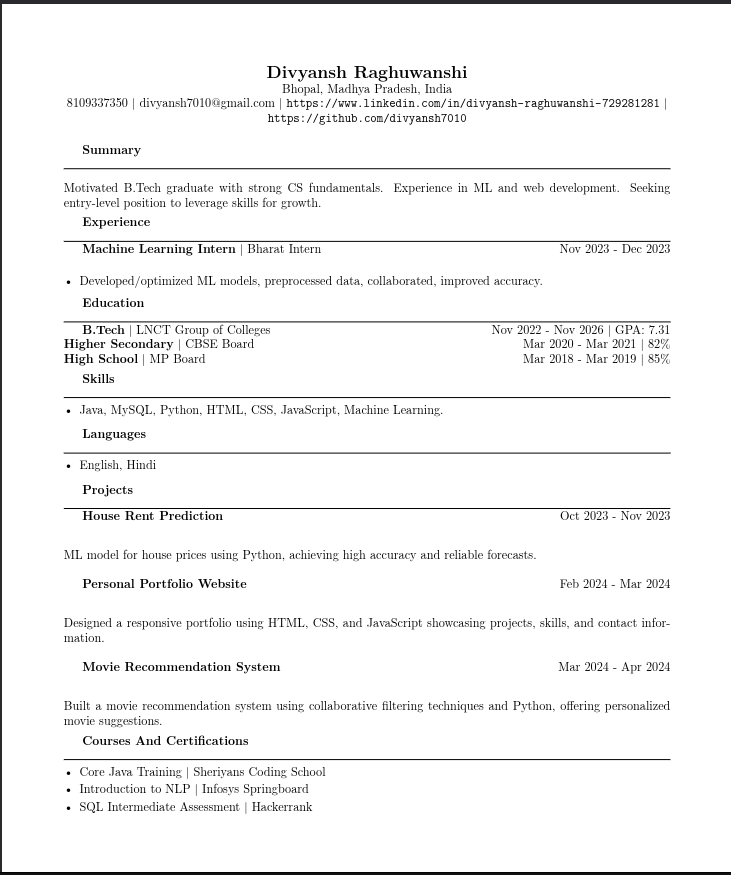 Divyansh Raghuwanshi
Bhopal, Madhya Pradesh, India
8109337350 | divyansh7010@gmail.com | https://www.linkedin.com/in/divyansh-raghuwanshi-729281281 |
https://github.com/divyansh7010
Summary
Motivated B.Tech graduate with strong CS fundamentals. Experience in ML and web development. Seeking
entry-level position to leverage skills for growth.
Experience
Machine Learning Intern | Bharat Intern Nov 2023 - Dec 2023
• Developed/optimized ML models, preprocessed data, collaborated, improved accuracy.
Education
B.Tech | LNCT Group of Colleges Nov 2022 - Nov 2026 | GPA: 7.31
Higher Secondary | CBSE Board Mar 2020 - Mar 2021 | 82%
High School | MP Board Mar 2018 - Mar 2019 | 85%
Skills
• Java, MySQL, Python, HTML, CSS, JavaScript, Machine Learning.
Languages
• English, Hindi
Projects
House Rent Prediction Oct 2023 - Nov 2023
ML model for house prices using Python, achieving high accuracy and reliable forecasts.
Personal Portfolio Website Feb 2024 - Mar 2024
Designed a responsive portfolio using HTML, CSS, and JavaScript showcasing projects, skills, and contact infor-
mation.
Movie Recommendation System Mar 2024 - Apr 2024
Built a movie recommendation system using collaborative filtering techniques and Python, offering personalized
movie suggestions.
Courses And Certifications
• Core Java Training | Sheriyans Coding School
• Introduction to NLP | Infosys Springboard
• SQL Intermediate Assessment | Hackerrank